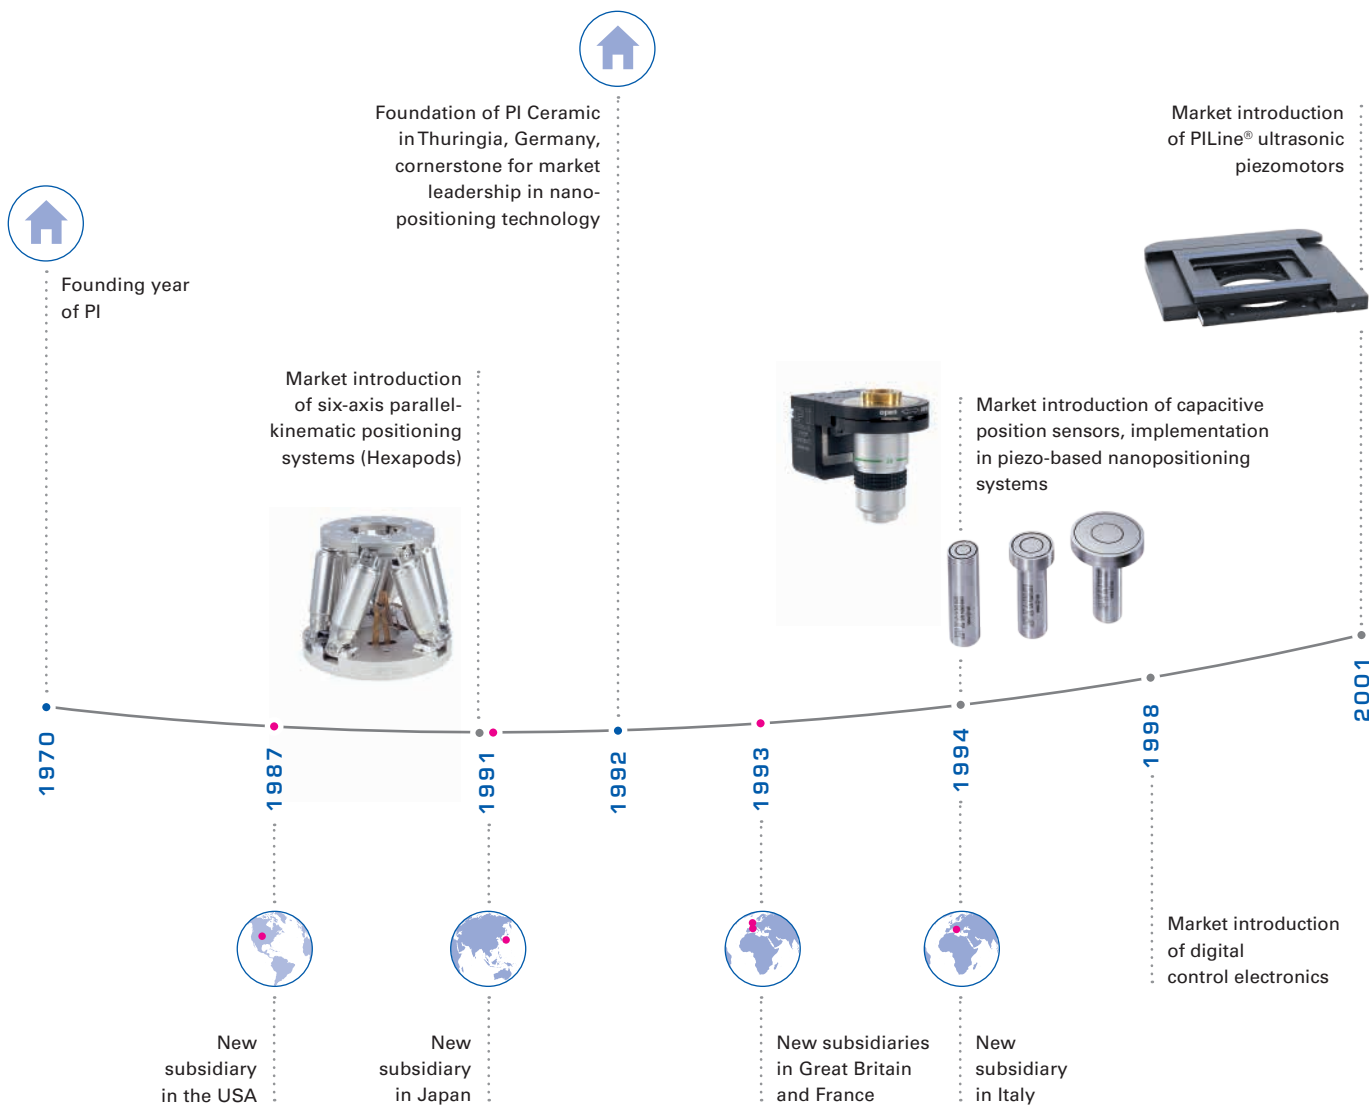 Foundation of PI Ceramic
in Thuringia, Germany,
cornerstone for market
leadership in nano-
positioning technology
Market introduction
of PILine® ultrasonic
piezomotors
Founding year
of PI
Market introduction
of six-axis parallel-
kinematic positioning
systems (Hexapods)
Market introduction of capacitive
position sensors, implementation
in piezo-based nanopositioning
systems
1970
1987
1991
1992
1993
1994
1998
2001
Market introduction
of digital
control electronics
New
subsidiary
in the USA
New
subsidiary
in Japan
New subsidiaries
in Great Britain
and France
New
subsidiary
in Italy